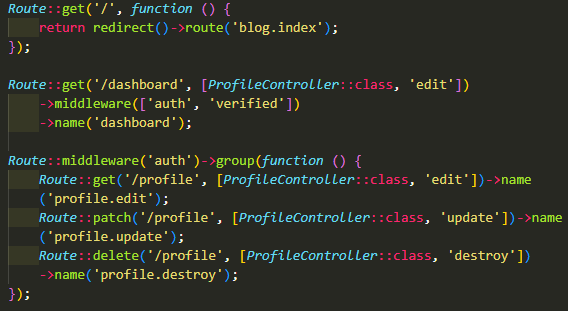 Route::get('/', function () {
    return redirect()->route('blog.index');
});

Route::get('/dashboard', [ProfileController::class, 'edit'])
    ->middleware(['auth', 'verified'])
    ->name('dashboard');

Route::middleware('auth')->group(function () {
    Route::get('/profile', [ProfileController::class, 'edit'])->name
    ('profile.edit');
    Route::patch('/profile', [ProfileController::class, 'update'])->name
    ('profile.update');
    Route::delete('/profile', [ProfileController::class, 'destroy'])
    ->name('profile.destroy');
});